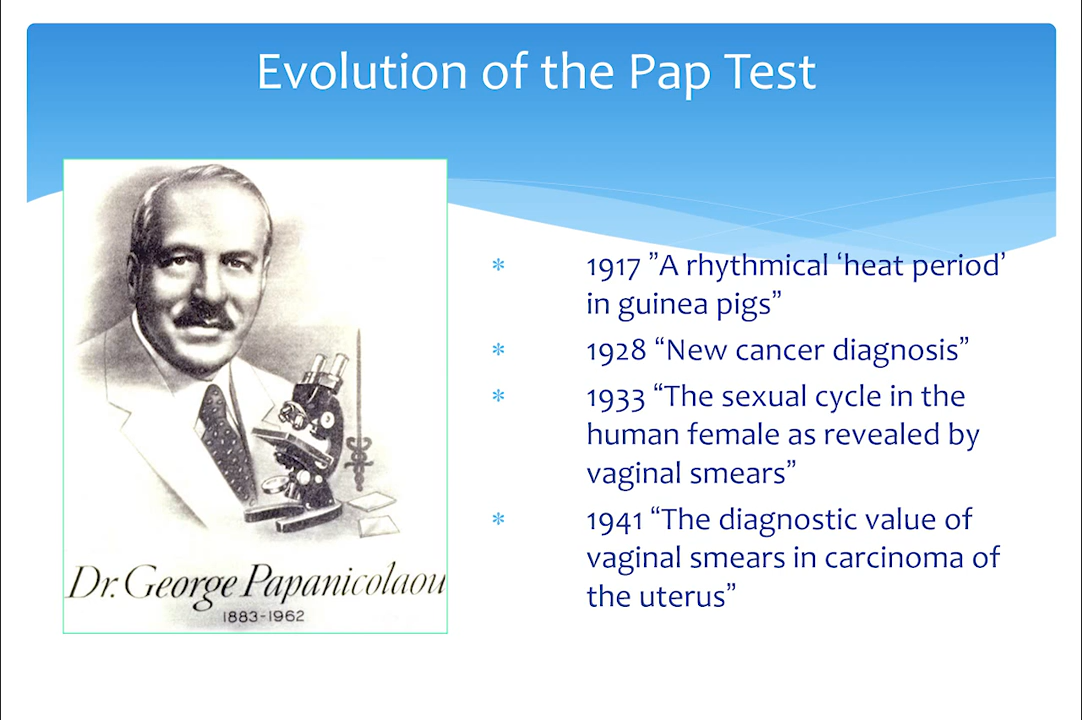 Evolution of the Pap Test
Dr. George Papanicolaou
1883-1962
* 1917 ”A rhythmical ‘heat period’
in guinea pigs”
* 1928 “New cancer diagnosis”
* 1933 “The sexual cycle in the
human female as revealed by
vaginal smears”
* 1941 “The diagnostic value of
vaginal smears in carcinoma of
the uterus”